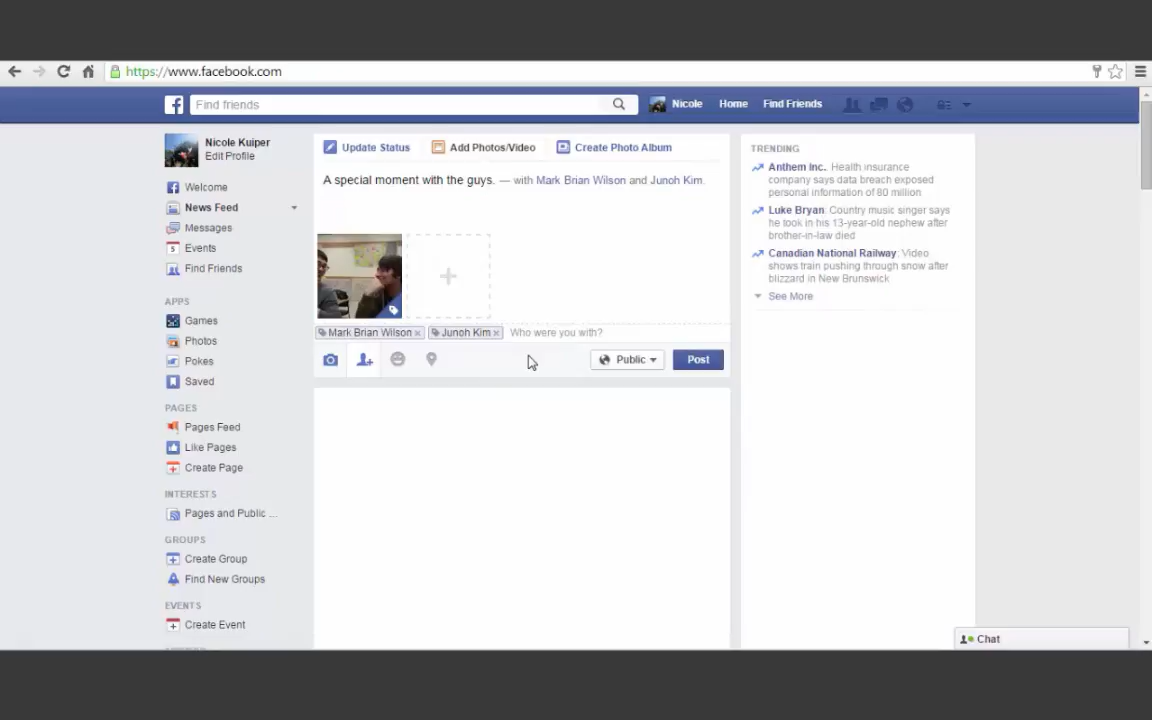 https://www.facebook.com
Find friends
Nicole
Home
Find Friends
Nicole Kuiper
Edit Profile
Welcome
News Feed
Messages
5
Events
Find Friends
APPS
Games
Photos
Pokes
Saved
PAGES
Pages Feed
Like Pages
Create Page
INTERESTS
Pages and Public ...
GROUPS
Create Group
Find New Groups
EVENTS
Create Event
Update Status
Add Photos/Video
Create Photo Album
A special moment with the guys. — with Mark Brian Wilson and Junoh Kim.
Mark Brian Wilson x
Junoh Kim x
Who were you with?
Public
Post
TRENDING
Anthem Inc.: Health insurance
company says data breach exposed
personal information of 80 million
Luke Bryan: Country music singer says
he took in his 13-year-old nephew after
brother-in-law died
Canadian National Railway: Video
shows train pushing through snow after
blizzard in New Brunswick
See More
Chat